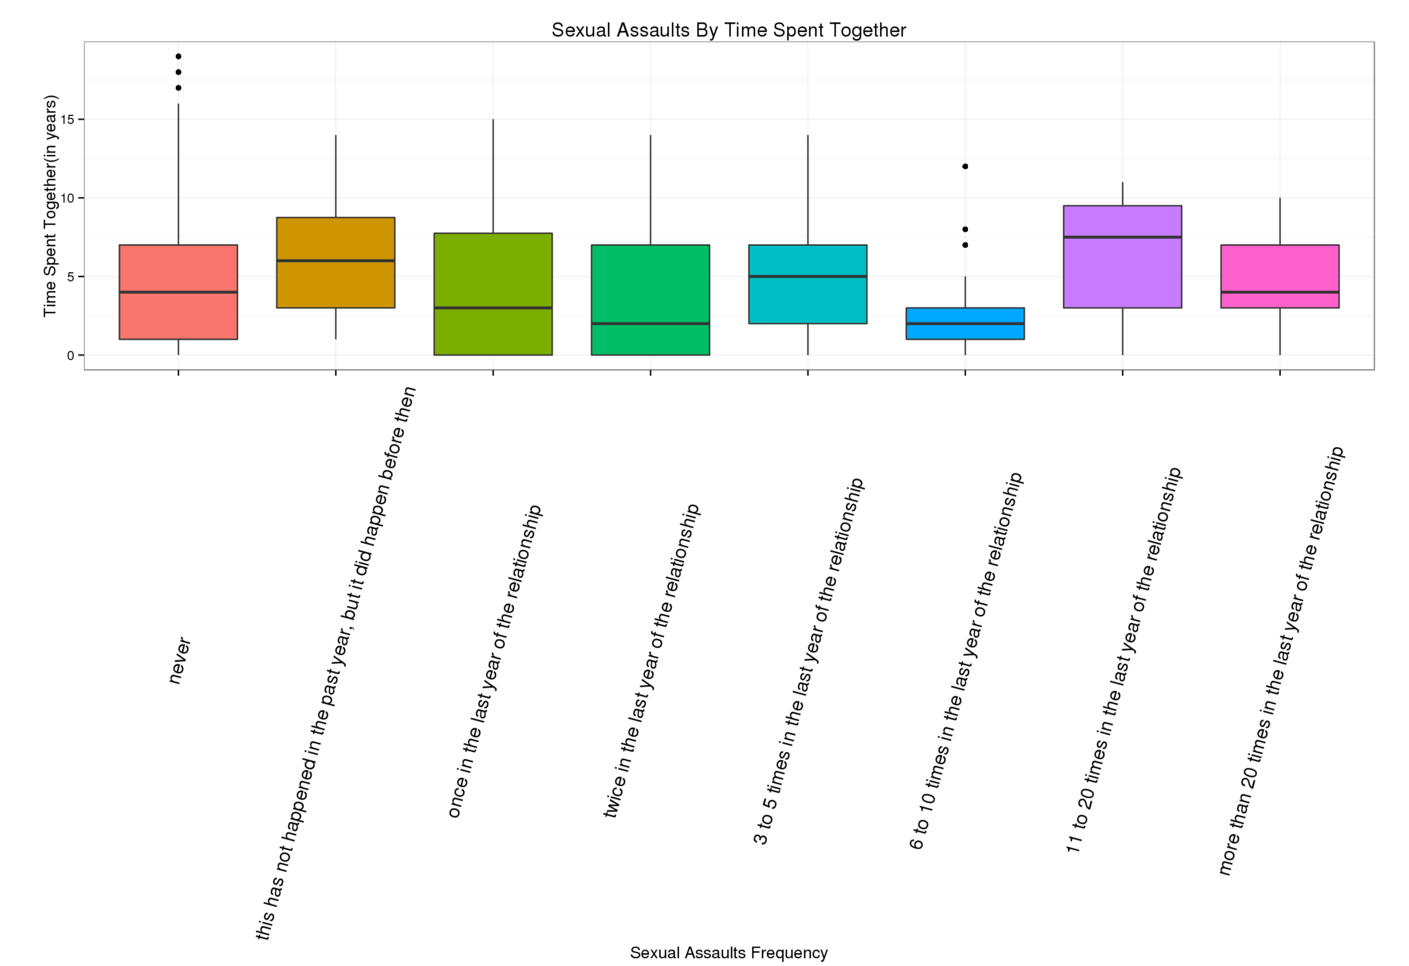 Sexual Assaults By Time Spent Together
Time Spent Together(in years)
15
10
5
0
never
this has not happened in the past year, but it did happen before then
once in the last year of the relationship
twice in the last year of the relationship
3 to 5 times in the last year of the relationship
6 to 10 times in the last year of the relationship
11 to 20 times in the last year of the relationship
more than 20 times in the last year of the relationship
Sexual Assaults Frequency